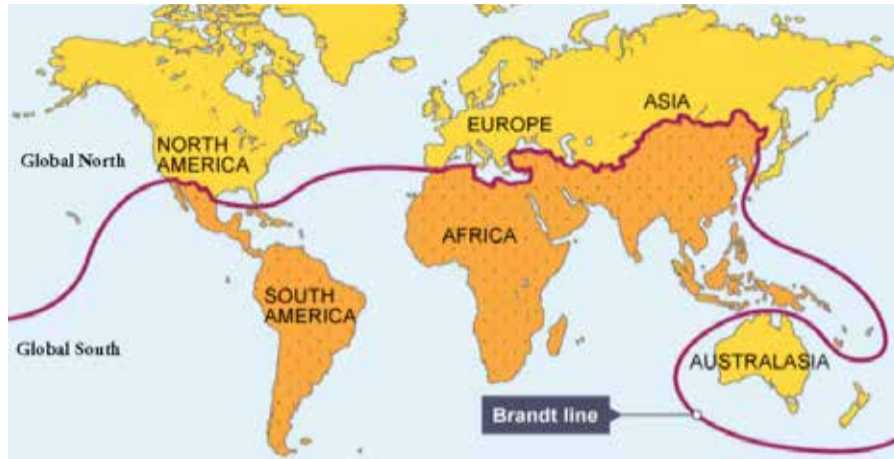 ASIA
EUROPE
NORTH
AMERICA
Global North
AFRICA
SOUTH
AMERICA
Global South
AUSTRALASIA
Brandt line